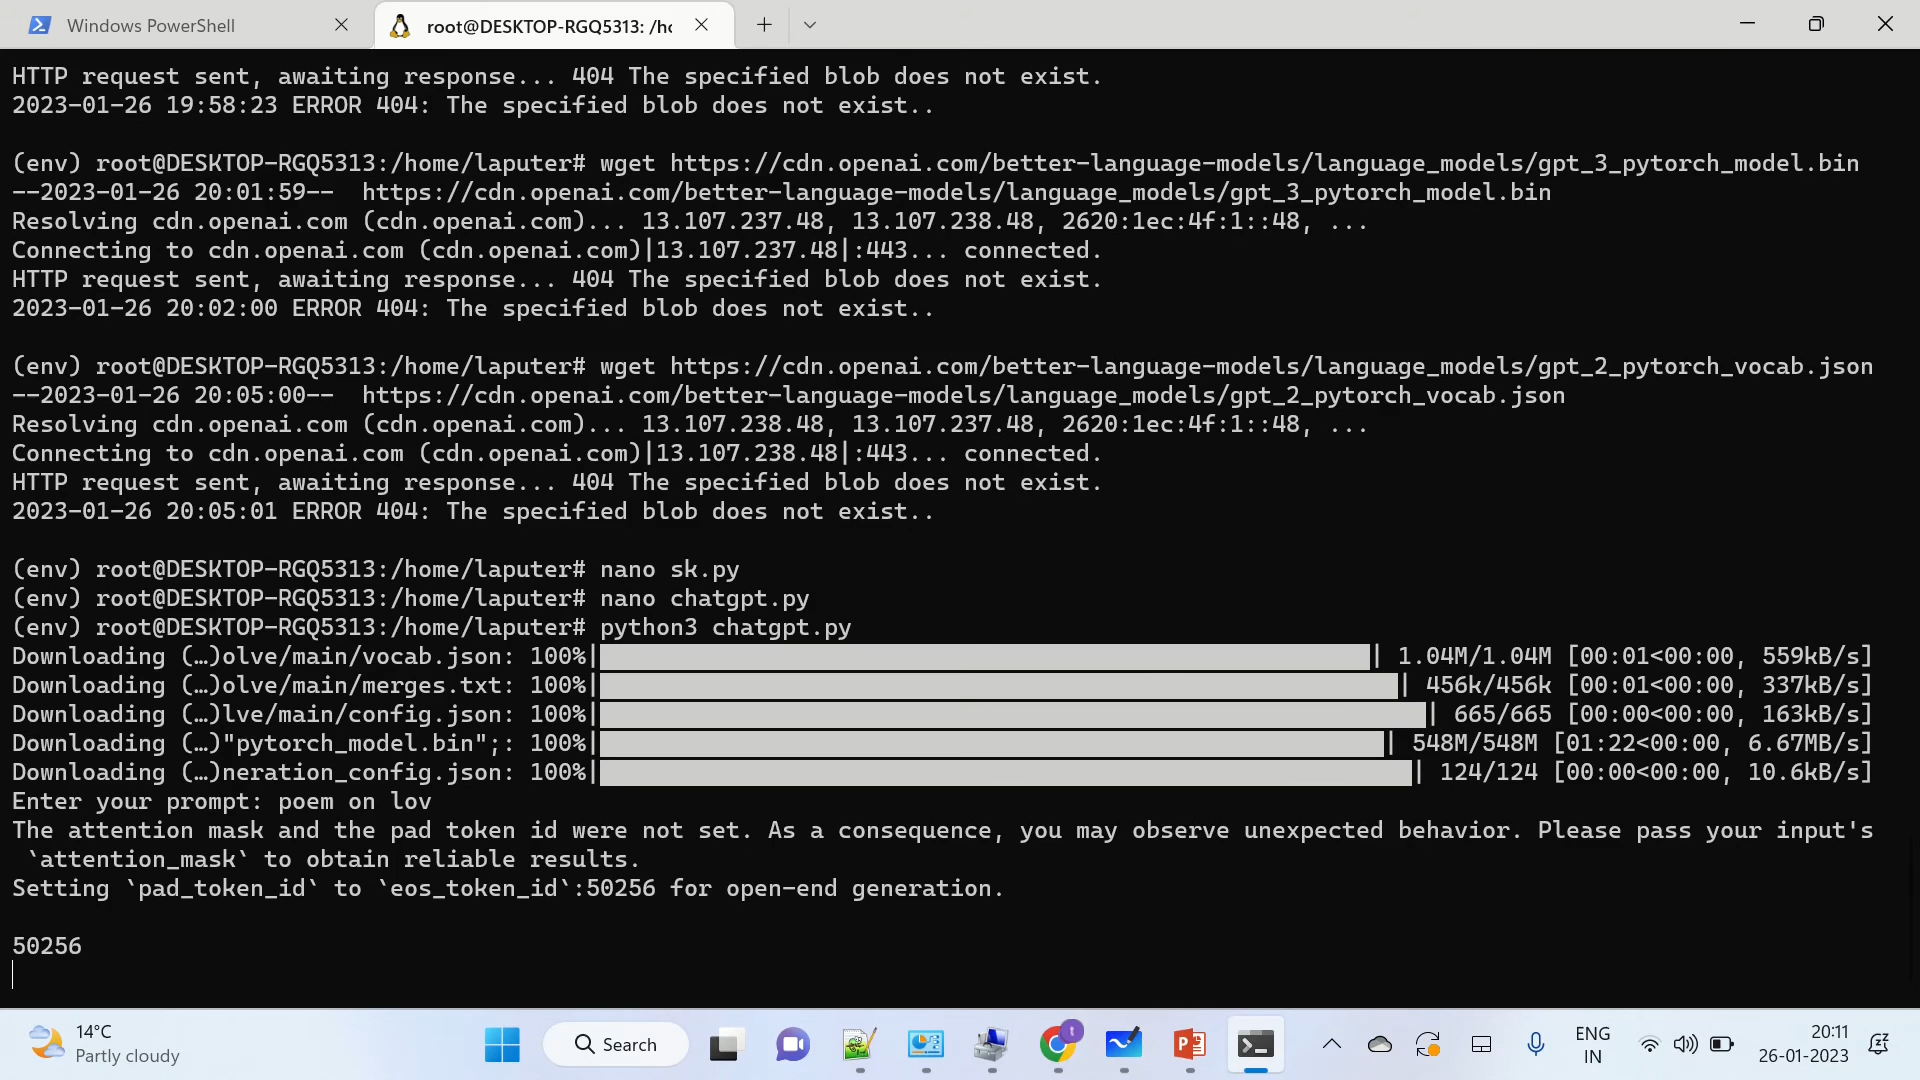 Windows PowerShell
root@DESKTOP-RGQ5313: /hc
HTTP request sent, awaiting response... 404 The specified blob does not exist.
2023-01-26 19:58:23 ERROR 404: The specified blob does not exist..
(env) root@DESKTOP-RGQ5313:/home/laputer# wget https://cdn.openai.com/better-language-models/language_models/gpt_3_pytorch_model.bin
--2023-01-26 20:01:59--  https://cdn.openai.com/better-language-models/language_models/gpt_3_pytorch_model.bin
Resolving cdn.openai.com (cdn.openai.com)... 13.107.237.48, 13.107.238.48, 2620:1ec:4f:1::48, ...
Connecting to cdn.openai.com (cdn.openai.com)|13.107.237.48|:443... connected.
HTTP request sent, awaiting response... 404 The specified blob does not exist.
2023-01-26 20:02:00 ERROR 404: The specified blob does not exist..
(env) root@DESKTOP-RGQ5313:/home/laputer# wget https://cdn.openai.com/better-language-models/language_models/gpt_2_pytorch_vocab.json
--2023-01-26 20:05:00--  https://cdn.openai.com/better-language-models/language_models/gpt_2_pytorch_vocab.json
Resolving cdn.openai.com (cdn.openai.com)... 13.107.238.48, 13.107.237.48, 2620:1ec:4f:1::48, ...
Connecting to cdn.openai.com (cdn.openai.com)|13.107.238.48|:443... connected.
HTTP request sent, awaiting response... 404 The specified blob does not exist.
2023-01-26 20:05:01 ERROR 404: The specified blob does not exist..
(env) root@DESKTOP-RGQ5313:/home/laputer# nano sk.py
(env) root@DESKTOP-RGQ5313:/home/laputer# nano chatgpt.py
(env) root@DESKTOP-RGQ5313:/home/laputer# python3 chatgpt.py
Downloading (…)olve/main/vocab.json: 100%| | 1.04M/1.04M [00:01<00:00, 559kB/s]
Downloading (…)olve/main/merges.txt: 100%| | 456k/456k [00:01<00:00, 337kB/s]
Downloading (…)lve/main/config.json: 100%| | 665/665 [00:00<00:00, 163kB/s]
Downloading (…)"pytorch_model.bin";: 100%| | 548M/548M [01:22<00:00, 6.67MB/s]
Downloading (…)neration_config.json: 100%| | 124/124 [00:00<00:00, 10.6kB/s]
Enter your prompt: poem on lov
The attention mask and the pad token id were not set. As a consequence, you may observe unexpected behavior. Please pass your input's
 `attention_mask` to obtain reliable results.
Setting `pad_token_id` to `eos_token_id`:50256 for open-end generation.
50256
14°C
Partly cloudy
Search
t
ENG
IN
20:11
26-01-2023